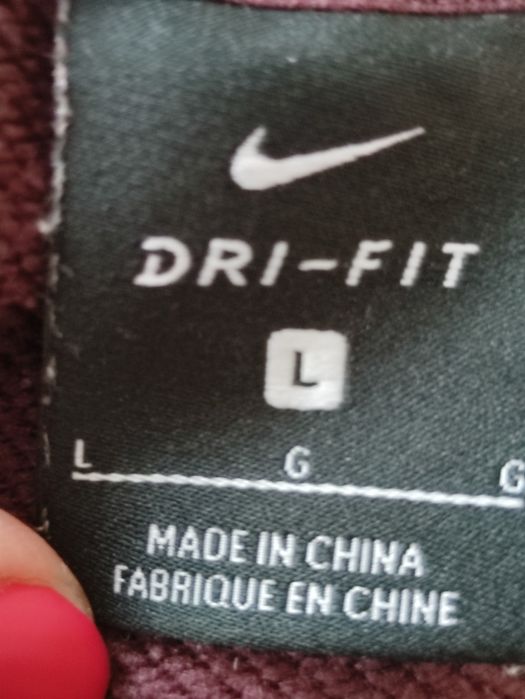 DRI-FIT
L
L G G
MADE IN CHINA
FABRIQUE EN CHINE